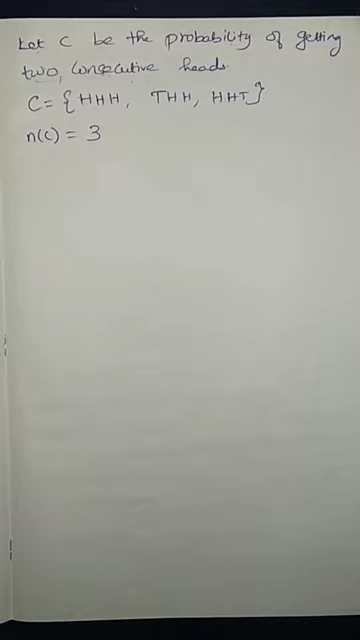 Let C be the probability of getting
two, consecutive heads.
C = { HHH, THH, HHT }
n(c) = 3